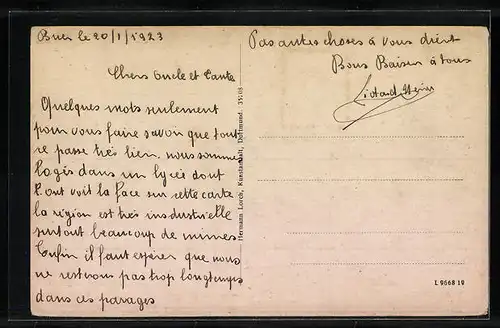 Buer le 20/1/1923
Chers Oncle et Tante
Quelques mots seulement
pour vous faire savoir que tout
se passe très bien. nous sommes
logés dans un lycée dont
l'ont voit la face sur cette carte
la région est très industrielle
surtout beaucoup de mines
Enfin il faut espérer que nous
ne resterons pas trop longtemps
dans ces parages
Hermann Lorch, Kunstanstalt, Dortmund.
Pas autres choses à vous dire
Bons Baisers à tous
L 9668 19